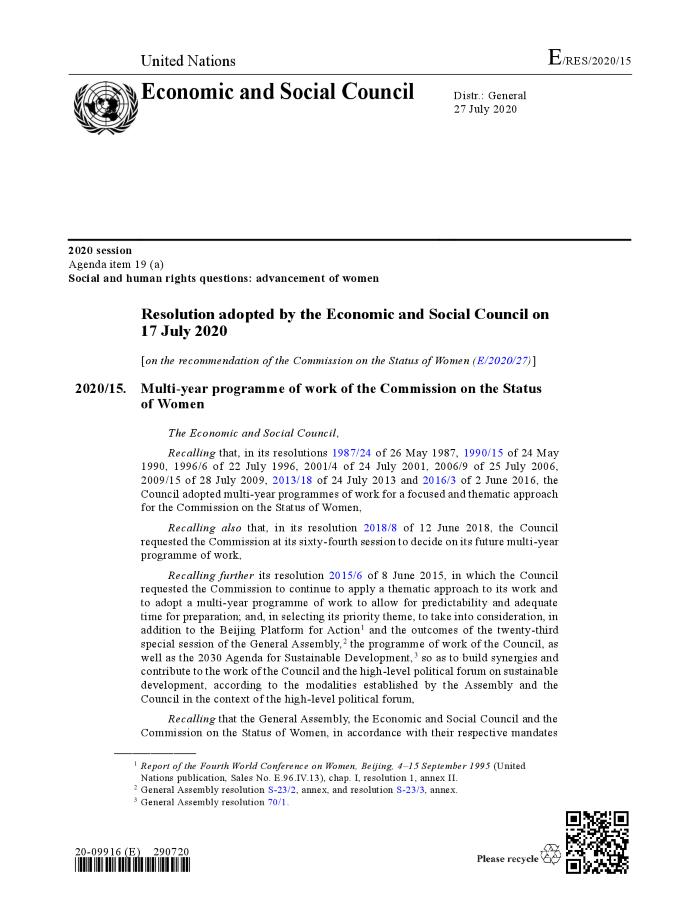 United Nations
E/RES/2020/15
Economic and Social Council
Distr.: General
27 July 2020
2020 session
Agenda item 19 (a)
Social and human rights questions: advancement of women
Resolution adopted by the Economic and Social Council on
17 July 2020
[on the recommendation of the Commission on the Status of Women (E/2020/27)]
2020/15. Multi-year programme of work of the Commission on the Status
of Women
The Economic and Social Council,
Recalling that, in its resolutions 1987/24 of 26 May 1987, 1990/15 of 24 May
1990, 1996/6 of 22 July 1996, 2001/4 of 24 July 2001, 2006/9 of 25 July 2006,
2009/15 of 28 July 2009, 2013/18 of 24 July 2013 and 2016/3 of 2 June 2016, the
Council adopted multi-year programmes of work for a focused and thematic approach
for the Commission on the Status of Women,
Recalling also that, in its resolution 2018/8 of 12 June 2018, the Council
requested the Commission at its sixty-fourth session to decide on its future multi-year
programme of work,
Recalling further its resolution 2015/6 of 8 June 2015, in which the Council
requested the Commission to continue to apply a thematic approach to its work and
to adopt a multi-year programme of work to allow for predictability and adequate
time for preparation; and, in selecting its priority theme, to take into consideration, in
addition to the Beijing Platform for Action¹ and the outcomes of the twenty-third
special session of the General Assembly,² the programme of work of the Council, as
well as the 2030 Agenda for Sustainable Development,³ so as to build synergies and
contribute to the work of the Council and the high-level political forum on sustainable
development, according to the modalities established by the Assembly and the
Council in the context of the high-level political forum,
Recalling that the General Assembly, the Economic and Social Council and the
Commission on the Status of Women, in accordance with their respective mandates
¹ Report of the Fourth World Conference on Women, Beijing, 4–15 September 1995 (United
Nations publication, Sales No. E.96.IV.13), chap. I, resolution 1, annex II.
² General Assembly resolution S-23/2, annex, and resolution S-23/3, annex.
³ General Assembly resolution 70/1.
20-09916 (E) 290720
Please recycle